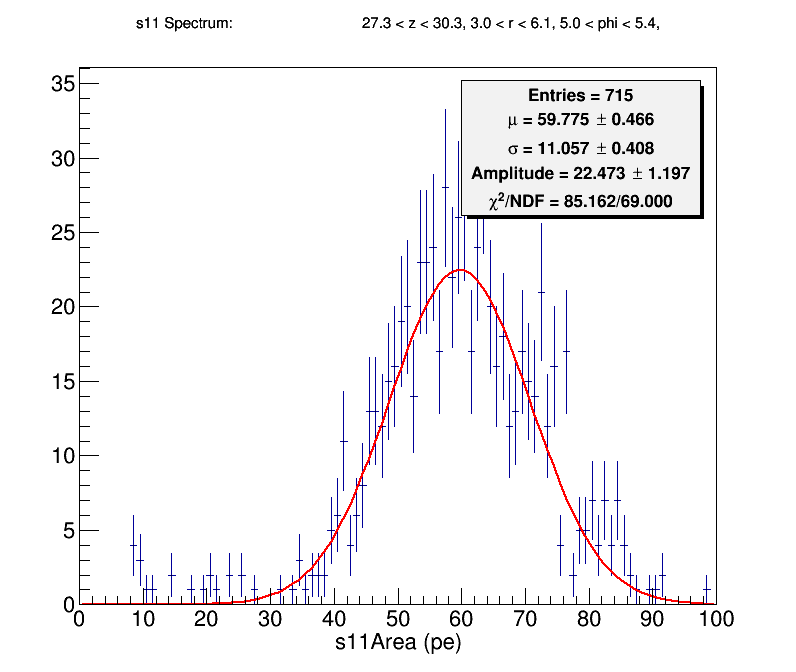 s11 Spectrum: 27.3 < z < 30.3, 3.0 < r < 6.1, 5.0 < phi < 5.4,
Entries = 715
μ = 59.775 ± 0.466
σ = 11.057 ± 0.408
Amplitude = 22.473 ± 1.197
χ²/NDF = 85.162/69.000
35
30
25
20
15
10
5
0
0 10 20 30 40 50 60 70 80 90 100
s11Area (pe)